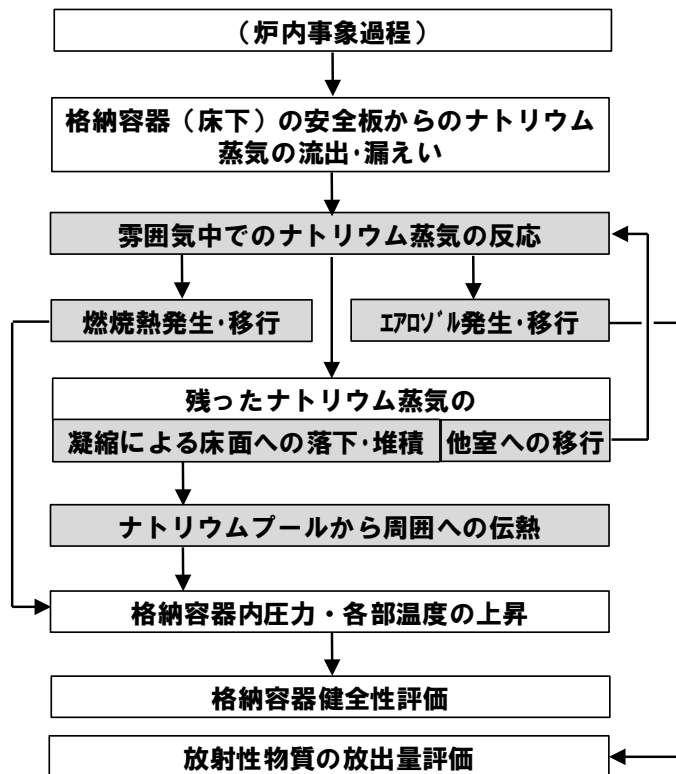 （炉内事象過程）
格納容器（床下）の安全板からのナトリウム
蒸気の流出・漏えい
雰囲気中でのナトリウム蒸気の反応
燃焼熱発生・移行
ｴｱﾛｿﾞﾙ発生・移行
残ったナトリウム蒸気の
凝縮による床面への落下・堆積
他室への移行
ナトリウムプールから周囲への伝熱
格納容器内圧力・各部温度の上昇
格納容器健全性評価
放射性物質の放出量評価